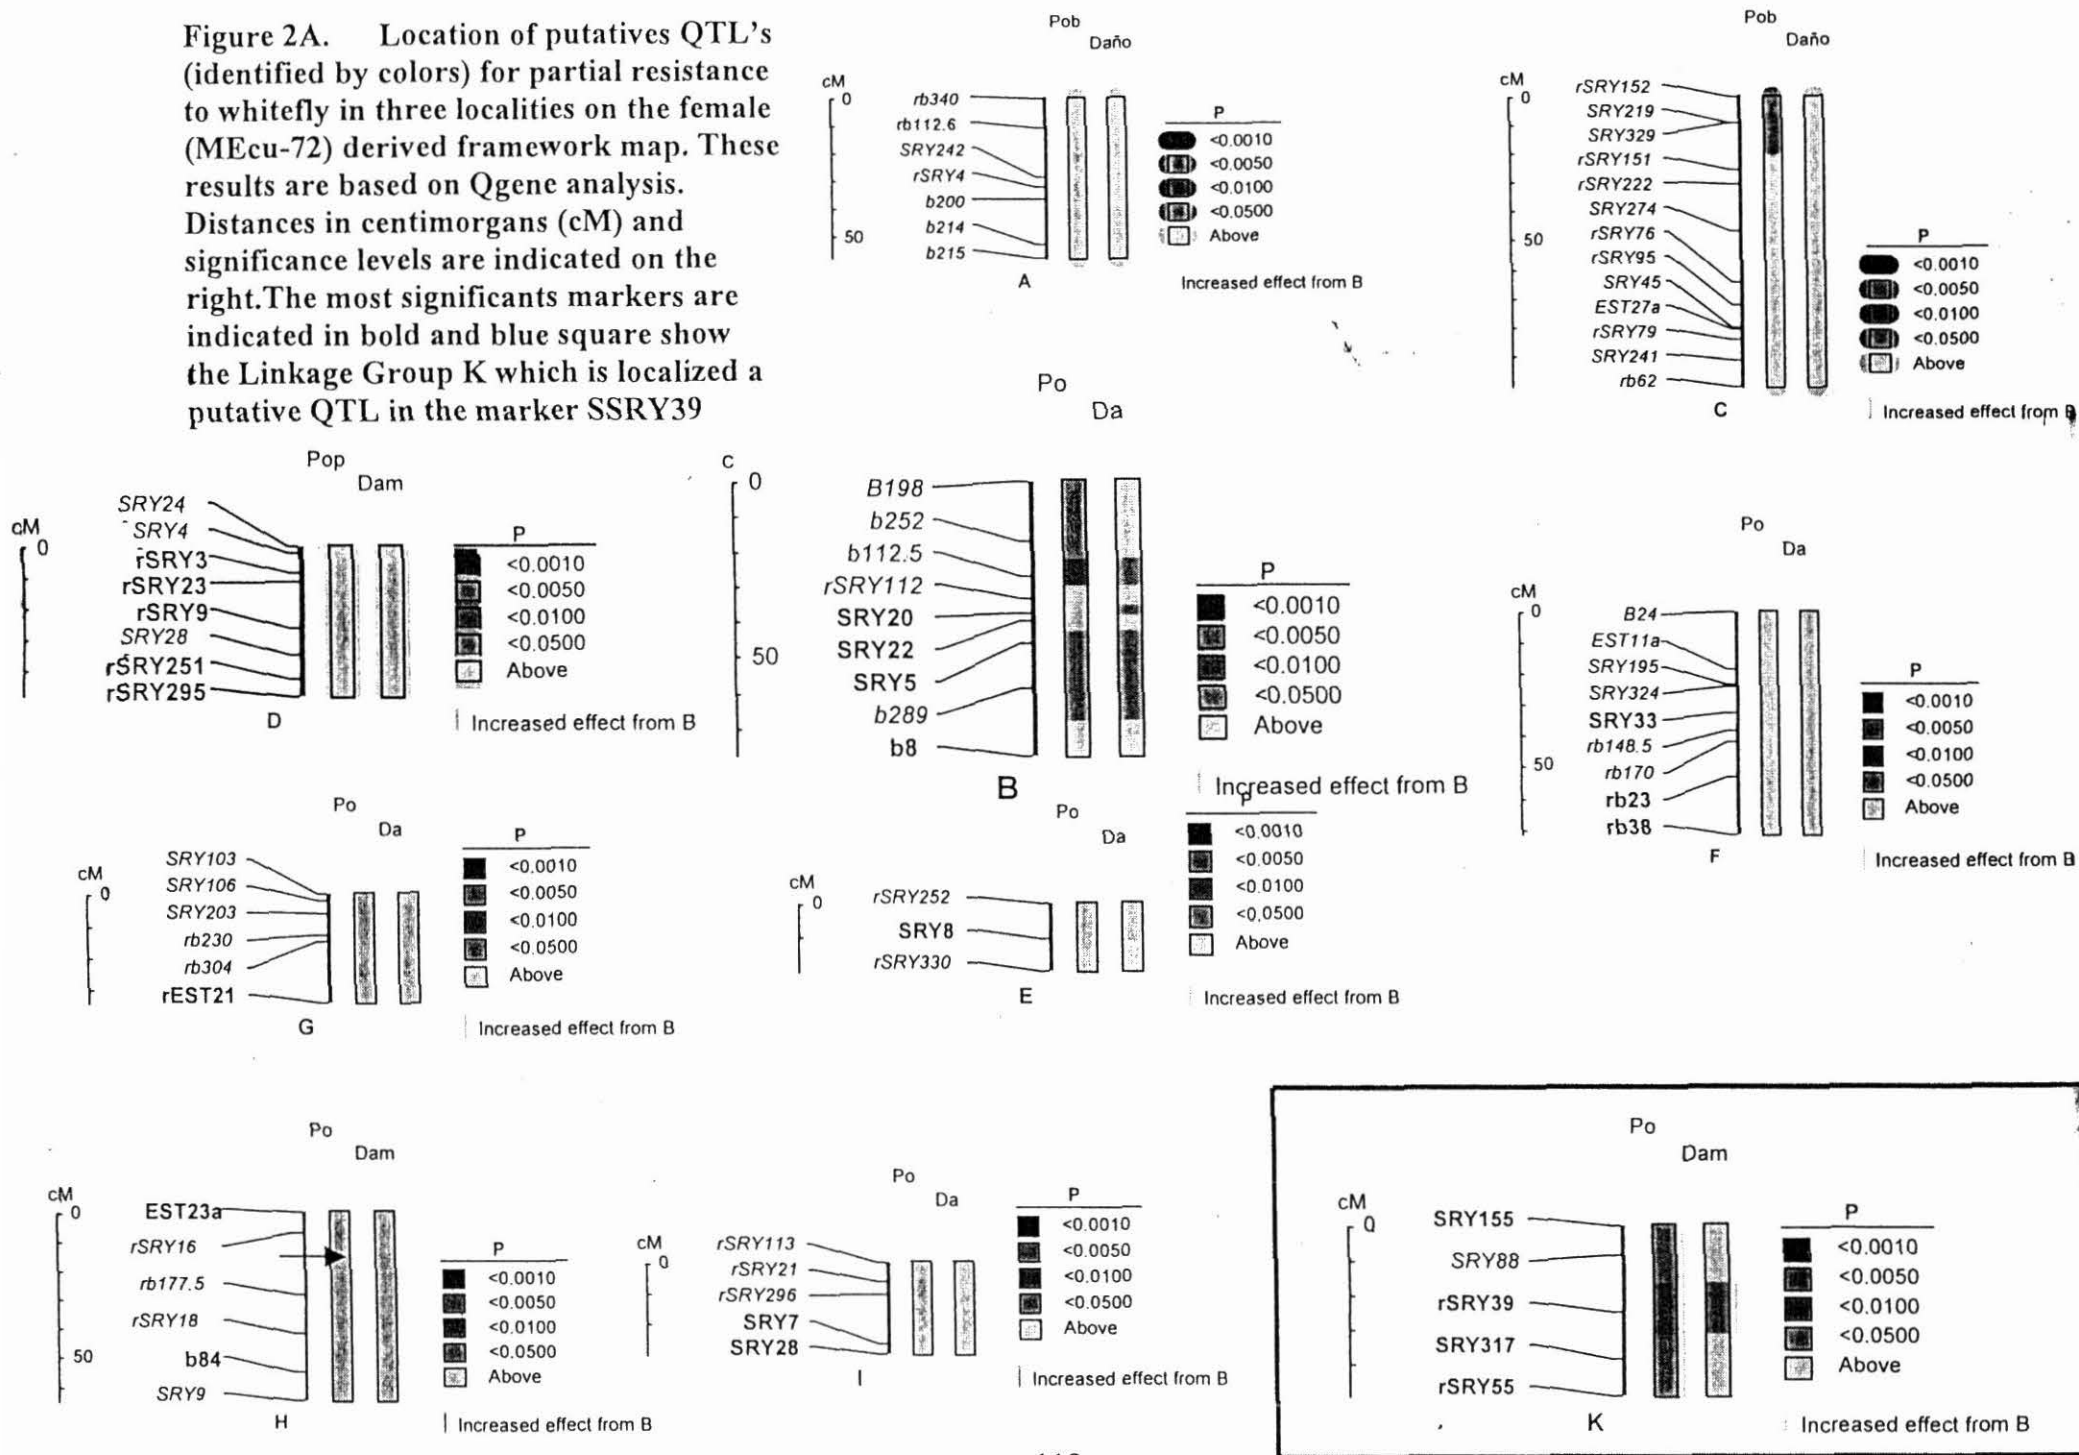 Figure 2A. Location of putatives QTL's
(identified by colors) for partial resistance
to whitefly in three localities on the female
(MEcu-72) derived framework map. These
results are based on Qgene analysis.
Distances in centimorgans (cM) and
significance levels are indicated on the
right.The most significants markers are
indicated in bold and blue square show
the Linkage Group K which is localized a
putative QTL in the marker SSRY39
Pob
Daño
cM
0
50
rb340
rb112.6
SRY242
rSRY4
b200
b214
b215
A
P
<0.0010
<0.0050
<0.0100
<0.0500
Above
Increased effect from B
Pob
Daño
cM
0
50
rSRY152
SRY219
SRY329
rSRY151
rSRY222
SRY274
rSRY76
rSRY95
SRY45
EST27a
rSRY79
SRY241
rb62
C
P
<0.0010
<0.0050
<0.0100
<0.0500
Above
Increased effect from B
Pop
Dam
cM
0
SRY24
SRY4
rSRY3
rSRY23
rSRY9
SRY28
rSRY251
rSRY295
D
P
<0.0010
<0.0050
<0.0100
<0.0500
Above
Increased effect from B
Po
Da
c
0
50
B198
b252
b112.5
rSRY112
SRY20
SRY22
SRY5
b289
b8
B
P
<0.0010
<0.0050
<0.0100
<0.0500
Above
Increased effect from B
Po
Da
cM
0
50
B24
EST11a
SRY195
SRY324
SRY33
rb148.5
rb170
rb23
rb38
F
P
<0.0010
<0.0050
<0.0100
<0.0500
Above
Increased effect from B
Po
Da
cM
0
SRY103
SRY106
SRY203
rb230
rb304
rEST21
G
P
<0.0010
<0.0050
<0.0100
<0.0500
Above
Increased effect from B
Po
Da
cM
0
rSRY252
SRY8
rSRY330
E
P
<0.0010
<0.0050
<0.0100
<0.0500
Above
Increased effect from B
Po
Dam
cM
0
50
EST23a
rSRY16
rb177.5
rSRY18
b84
SRY9
H
P
<0.0010
<0.0050
<0.0100
<0.0500
Above
Increased effect from B
Po
Da
cM
0
rSRY113
rSRY21
rSRY296
SRY7
SRY28
I
P
<0.0010
<0.0050
<0.0100
<0.0500
Above
Increased effect from B
Po
Dam
cM
0
SRY155
SRY88
rSRY39
SRY317
rSRY55
K
P
<0.0010
<0.0050
<0.0100
<0.0500
Above
Increased effect from B